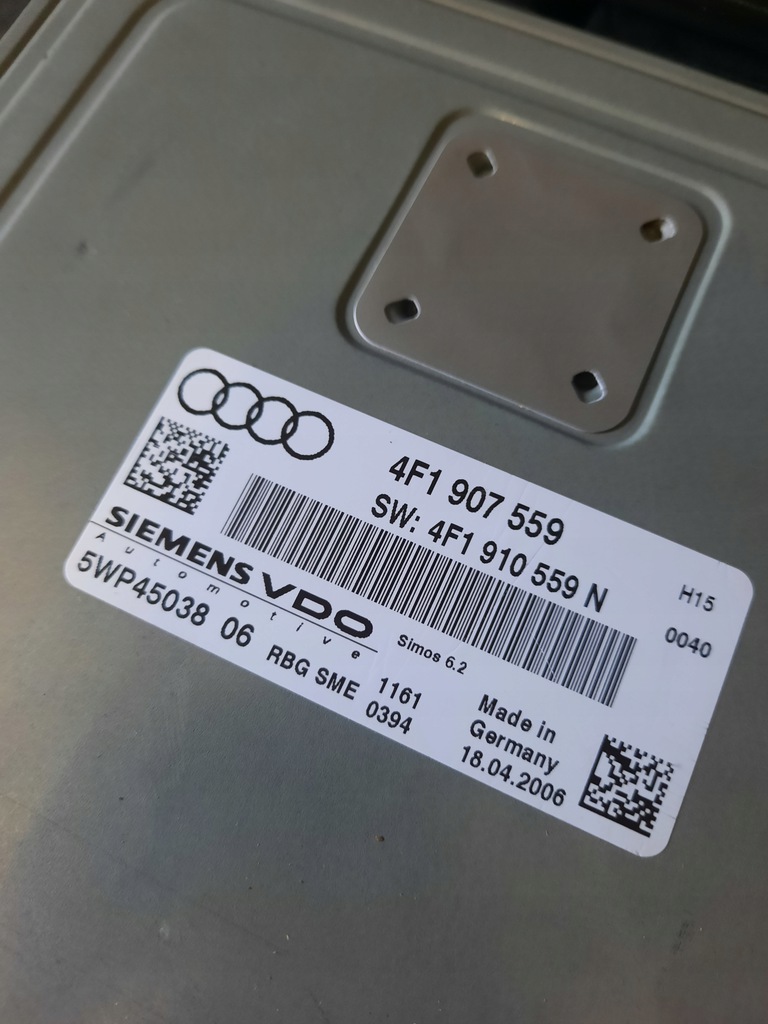 4F1 907 559
SW: 4F1 910 559 N
H15
0040
SIEMENS VDO
Automotive
5WP45038 06
Simos 6.2
RBG SME
1161
0394
Made in
Germany
18.04.2006